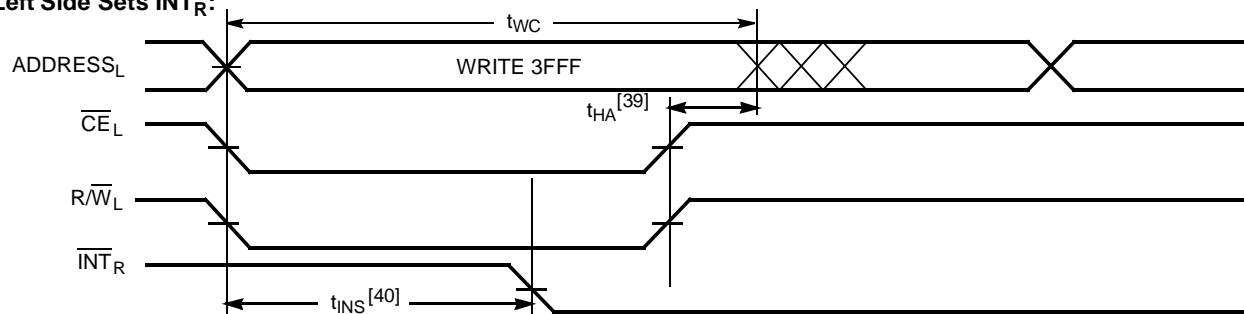 Left Side Sets INTR:
tWC
ADDRESSL
WRITE 3FFF
tHA[39]
CEL
R/WL
INTR
tINS[40]